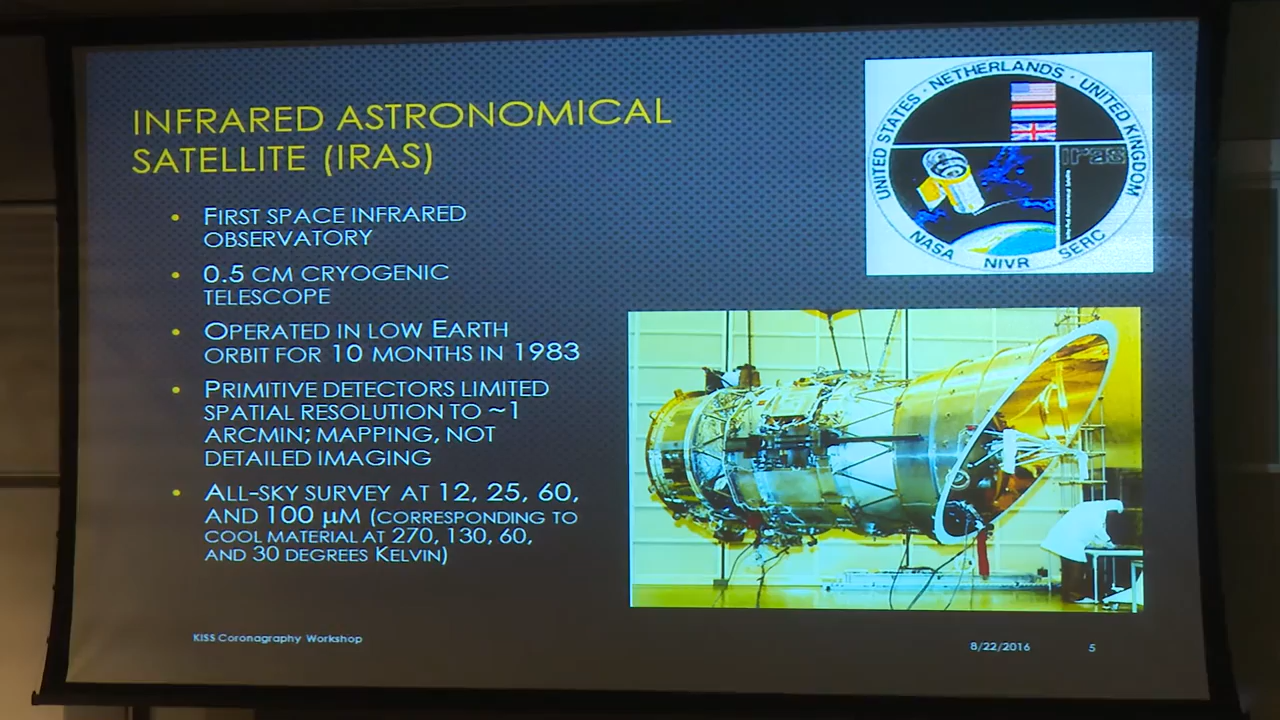 INFRARED ASTRONOMICAL
SATELLITE (IRAS)
FIRST SPACE INFRARED
OBSERVATORY
0.5 CM CRYOGENIC
TELESCOPE
OPERATED IN LOW EARTH
ORBIT FOR 10 MONTHS IN 1983
PRIMITIVE DETECTORS LIMITED
SPATIAL RESOLUTION TO ~1
ARCMIN; MAPPING, NOT
DETAILED IMAGING
ALL-SKY SURVEY AT 12, 25, 60,
AND 100 µM (CORRESPONDING TO
COOL MATERIAL AT 270, 130, 60,
AND 30 DEGREES KELVIN)
UNITED STATES · NETHERLANDS · UNITED KINGDOM
iras
NASA NIVR SERC
KISS Coronagraphy Workshop
8/22/2016
5